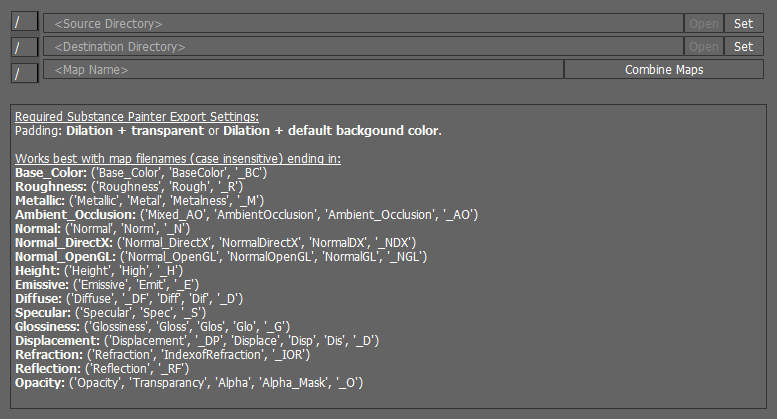 / <Source Directory> Open Set
/ <Destination Directory> Open Set
/ <Map Name> Combine Maps
Required Substance Painter Export Settings:
Padding: Dilation + transparent or Dilation + default backgound color.
Works best with map filenames (case insensitive) ending in:
Base_Color: ('Base_Color', 'BaseColor', '_BC')
Roughness: ('Roughness', 'Rough', '_R')
Metallic: ('Metallic', 'Metal', 'Metalness', '_M')
Ambient_Occlusion: ('Mixed_AO', 'AmbientOcclusion', 'Ambient_Occlusion', '_AO')
Normal: ('Normal', 'Norm', '_N')
Normal_DirectX: ('Normal_DirectX', 'NormalDirectX', 'NormalDX', '_NDX')
Normal_OpenGL: ('Normal_OpenGL', 'NormalOpenGL', 'NormalGL', '_NGL')
Height: ('Height', 'High', '_H')
Emissive: ('Emissive', 'Emit', '_E')
Diffuse: ('Diffuse', '_DF', 'Diff', 'Dif', '_D')
Specular: ('Specular', 'Spec', '_S')
Glossiness: ('Glossiness', 'Gloss', 'Glos', 'Glo', '_G')
Displacement: ('Displacement', '_DP', 'Displace', 'Disp', 'Dis', '_D')
Refraction: ('Refraction', 'IndexofRefraction', '_IOR')
Reflection: ('Reflection', '_RF')
Opacity: ('Opacity', 'Transparancy', 'Alpha', 'Alpha_Mask', '_O')